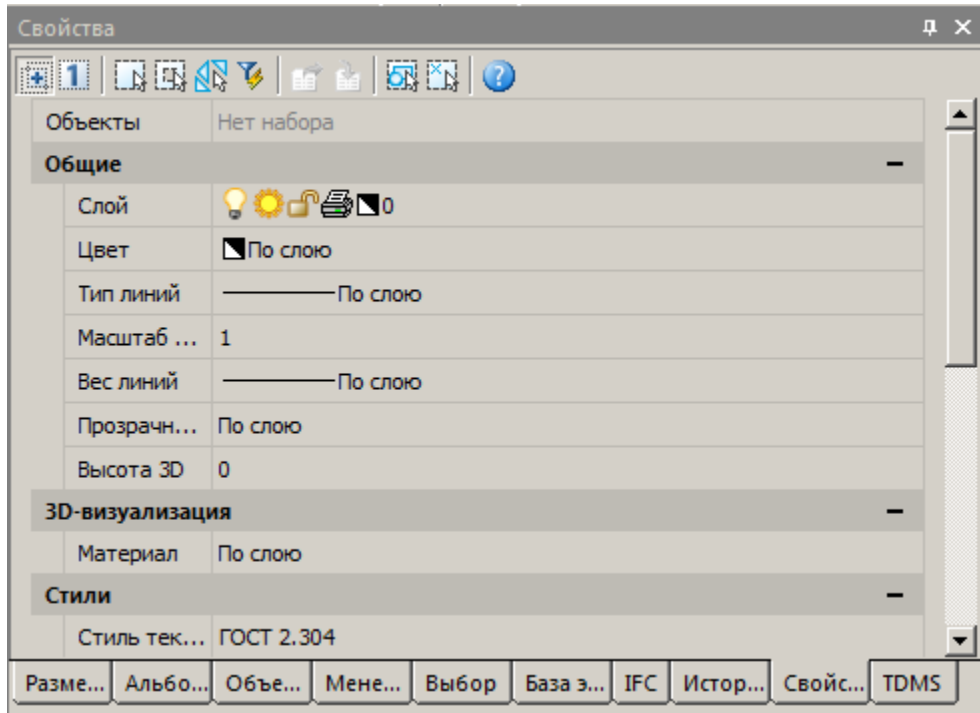 Свойства
1
?
Объекты Нет набора
Общие
Слой 0
Цвет По слою
Тип линий По слою
Масштаб ... 1
Вес линий По слою
Прозрачн... По слою
Высота 3D 0
3D-визуализация
Материал По слою
Стили
Стиль тек... ГОСТ 2.304
Разме... Альбо... Объе... Мене... Выбор База э... IFC Истор... Свойс... TDMS